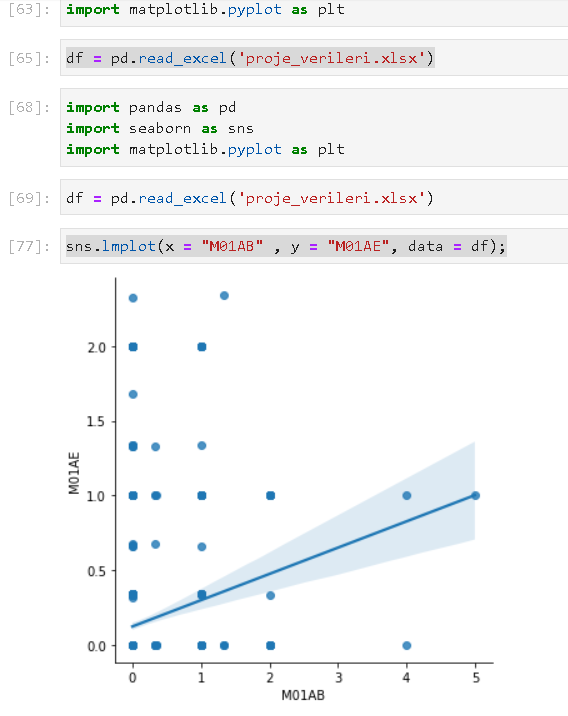 [63]: import matplotlib.pyplot as plt
[65]: df = pd.read_excel('proje_verileri.xlsx')
[68]: import pandas as pd
import seaborn as sns
import matplotlib.pyplot as plt
[69]: df = pd.read_excel('proje_verileri.xlsx')
[77]: sns.lmplot(x = "M01AB" , y = "M01AE", data = df);
2.0
1.5
1.0
0.5
0.0
M01AE
0 1 2 3 4 5
M01AB